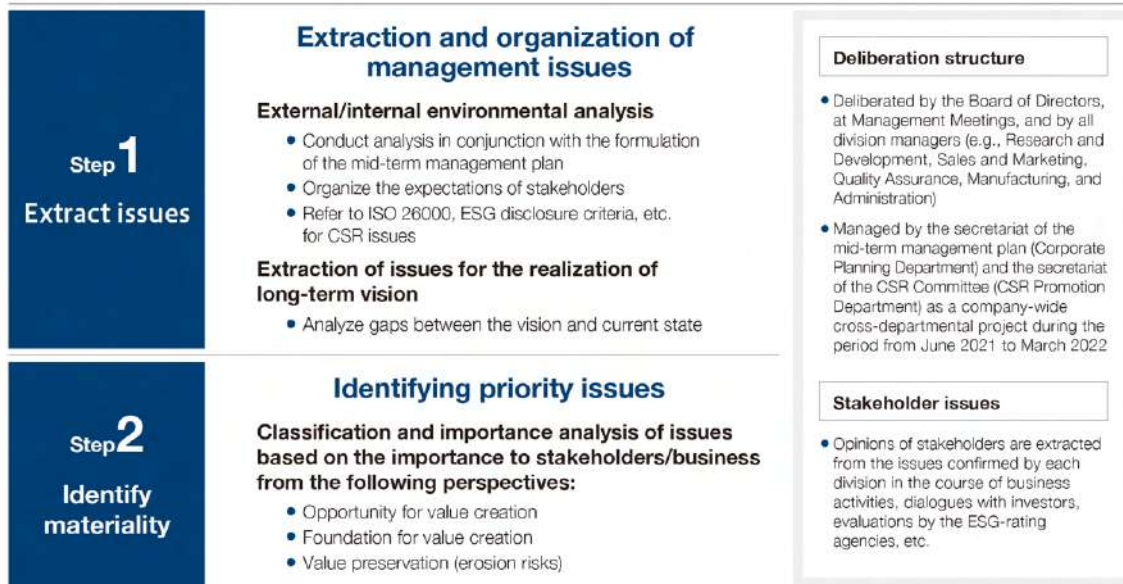 Step 1
Extract issues
Extraction and organization of
management issues
External/internal environmental analysis
• Conduct analysis in conjunction with the formulation
of the mid-term management plan
• Organize the expectations of stakeholders
• Refer to ISO 26000, ESG disclosure criteria, etc.
for CSR issues
Extraction of issues for the realization of
long-term vision
• Analyze gaps between the vision and current state
Step 2
Identify
materiality
Identifying priority issues
Classification and importance analysis of issues
based on the importance to stakeholders/business
from the following perspectives:
• Opportunity for value creation
• Foundation for value creation
• Value preservation (erosion risks)
Deliberation structure
• Deliberated by the Board of Directors,
at Management Meetings, and by all
division managers (e.g., Research and
Development, Sales and Marketing,
Quality Assurance, Manufacturing, and
Administration)
• Managed by the secretariat of the
mid-term management plan (Corporate
Planning Department) and the secretariat
of the CSR Committee (CSR Promotion
Department) as a company-wide
cross-departmental project during the
period from June 2021 to March 2022
Stakeholder issues
• Opinions of stakeholders are extracted
from the issues confirmed by each
division in the course of business
activities, dialogues with investors,
evaluations by the ESG-rating
agencies, etc.